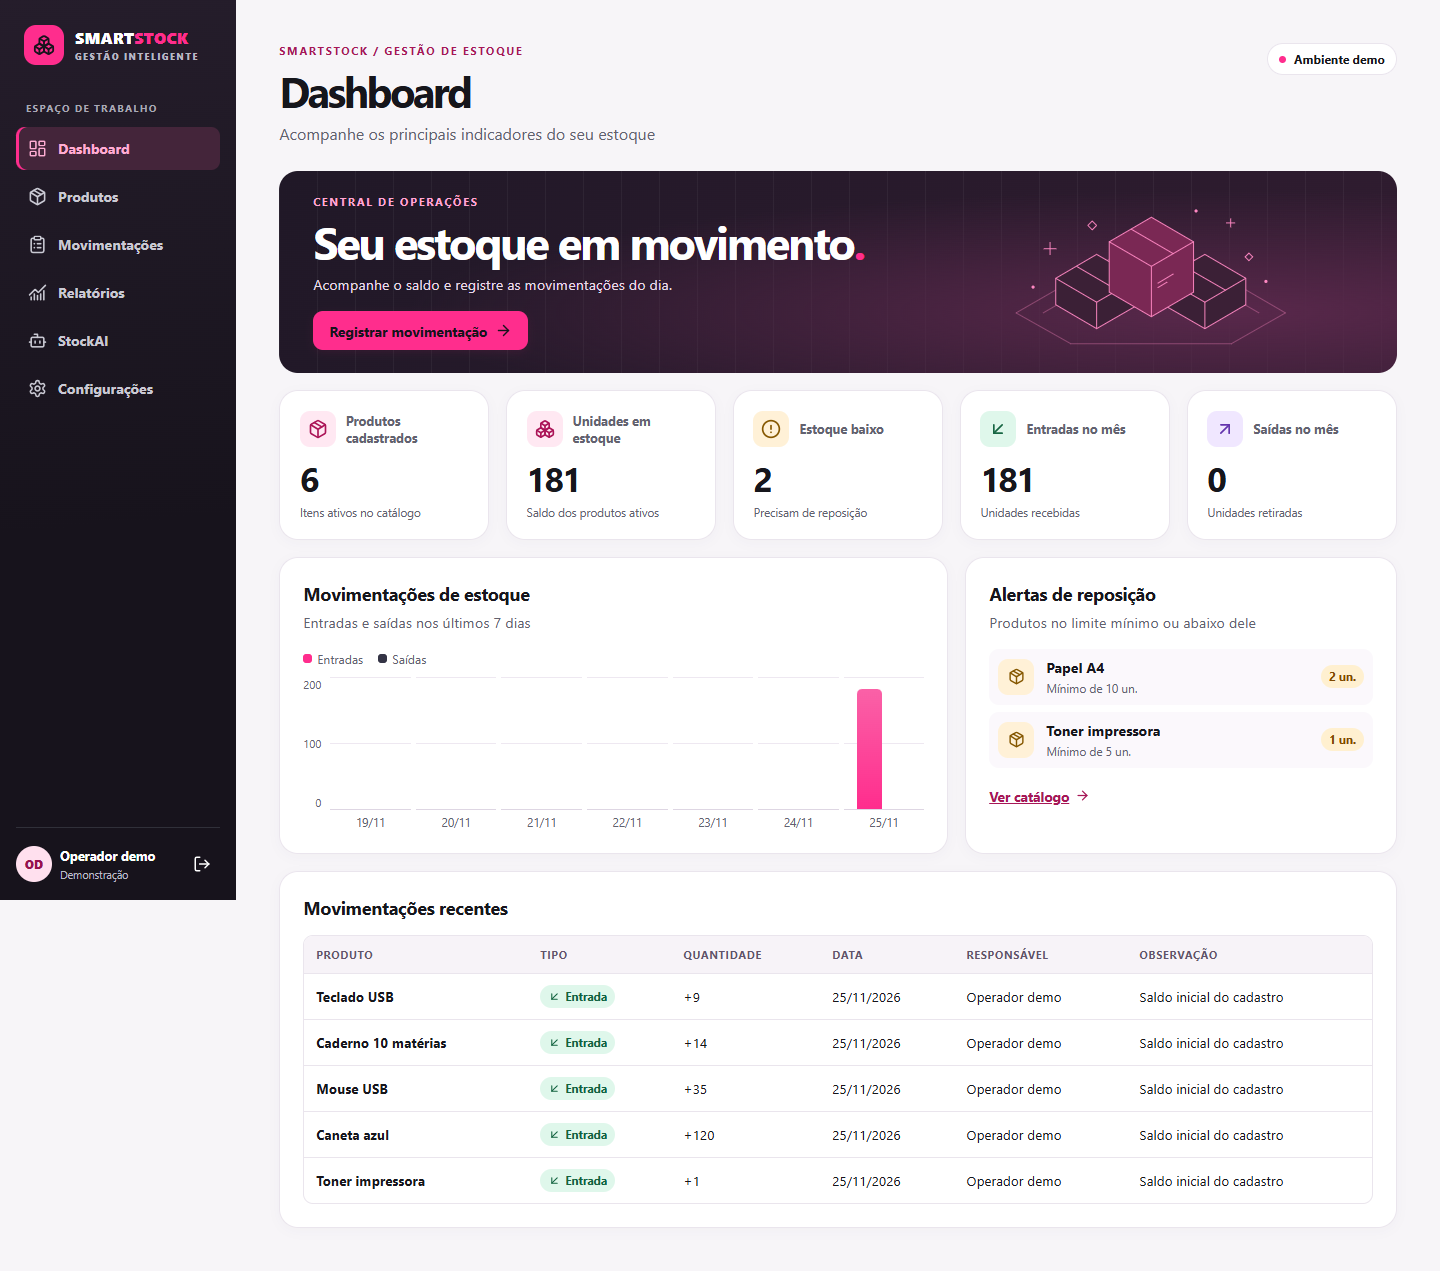 SMARTSTOCK
GESTÃO INTELIGENTE
ESPAÇO DE TRABALHO
Dashboard
Produtos
Movimentações
Relatórios
StockAI
Configurações
OD
Operador demo
Demonstração
SMARTSTOCK / GESTÃO DE ESTOQUE
Dashboard
Acompanhe os principais indicadores do seu estoque
Ambiente demo
CENTRAL DE OPERAÇÕES
Seu estoque em movimento.
Acompanhe o saldo e registre as movimentações do dia.
Registrar movimentação
Produtos
cadastrados
6
Itens ativos no catálogo
Unidades em
estoque
181
Saldo dos produtos ativos
Estoque baixo
2
Precisam de reposição
Entradas no mês
181
Unidades recebidas
Saídas no mês
0
Unidades retiradas
Movimentações de estoque
Entradas e saídas nos últimos 7 dias
Entradas Saídas
200
100
0
19/11 20/11 21/11 22/11 23/11 24/11 25/11
Alertas de reposição
Produtos no limite mínimo ou abaixo dele
Papel A4
Mínimo de 10 un.
2 un.
Toner impressora
Mínimo de 5 un.
1 un.
Ver catálogo
Movimentações recentes
PRODUTO TIPO QUANTIDADE DATA RESPONSÁVEL OBSERVAÇÃO
Teclado USB Entrada +9 25/11/2026 Operador demo Saldo inicial do cadastro
Caderno 10 matérias Entrada +14 25/11/2026 Operador demo Saldo inicial do cadastro
Mouse USB Entrada +35 25/11/2026 Operador demo Saldo inicial do cadastro
Caneta azul Entrada +120 25/11/2026 Operador demo Saldo inicial do cadastro
Toner impressora Entrada +1 25/11/2026 Operador demo Saldo inicial do cadastro